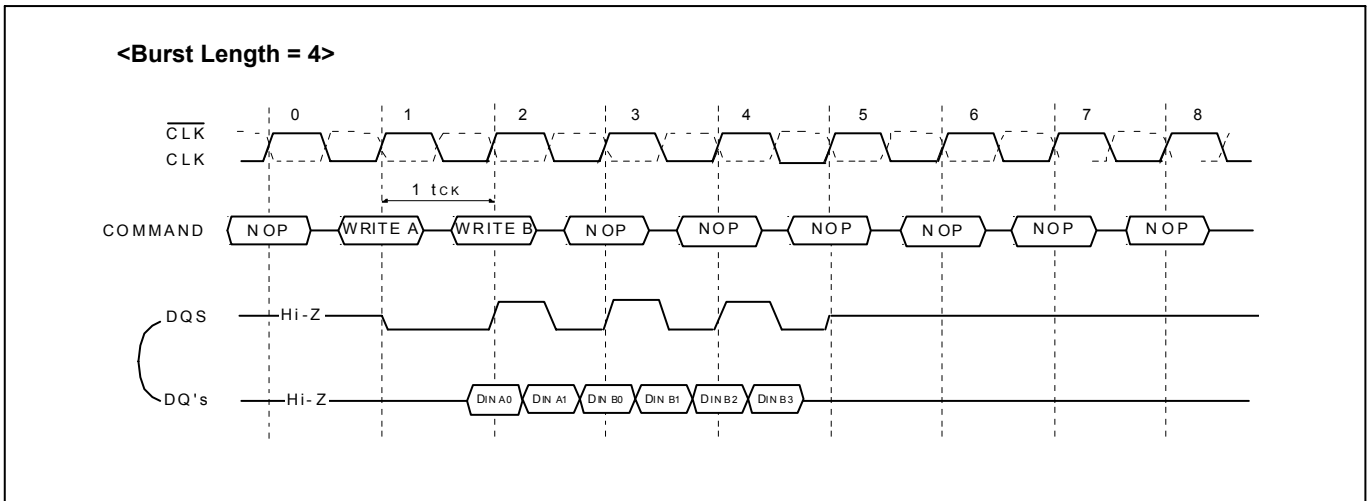 <Burst Length = 4>
0 1 2 3 4 5 6 7 8
CLK
CLK
1 tCK
COMMAND NOP WRITE A WRITE B NOP NOP NOP NOP NOP NOP
DQS Hi-Z
DQ's Hi-Z DIN A0 DIN A1 DIN B0 DIN B1 DIN B2 DIN B3